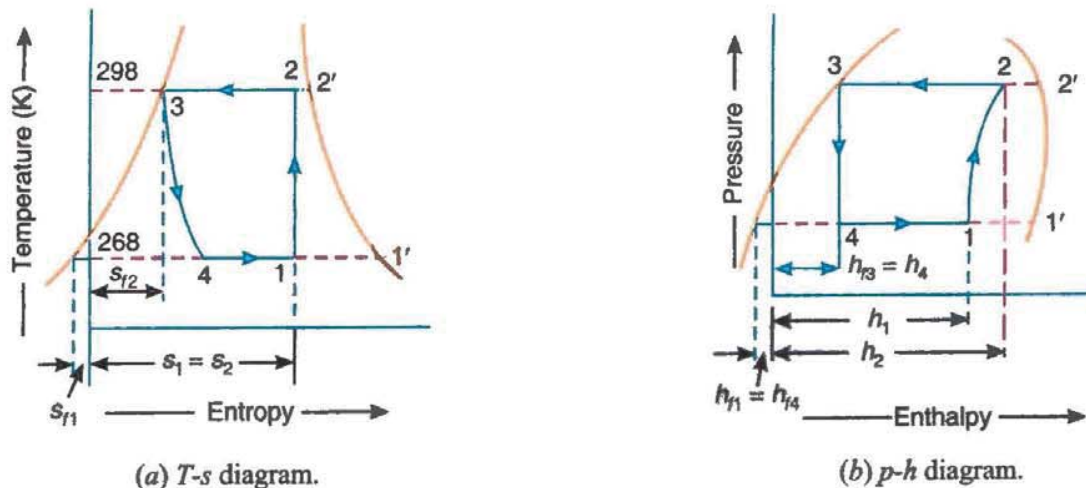 Temperature (K)
298
3
2
2′
268
s_f2
4
1
1′
s₁ = s₂
s_f1
Entropy
(a) T-s diagram.
Pressure
3
2
2′
4
1
1′
h_f3 = h₄
h₁
h₂
h_f1 = h_f4
Enthalpy
(b) p-h diagram.